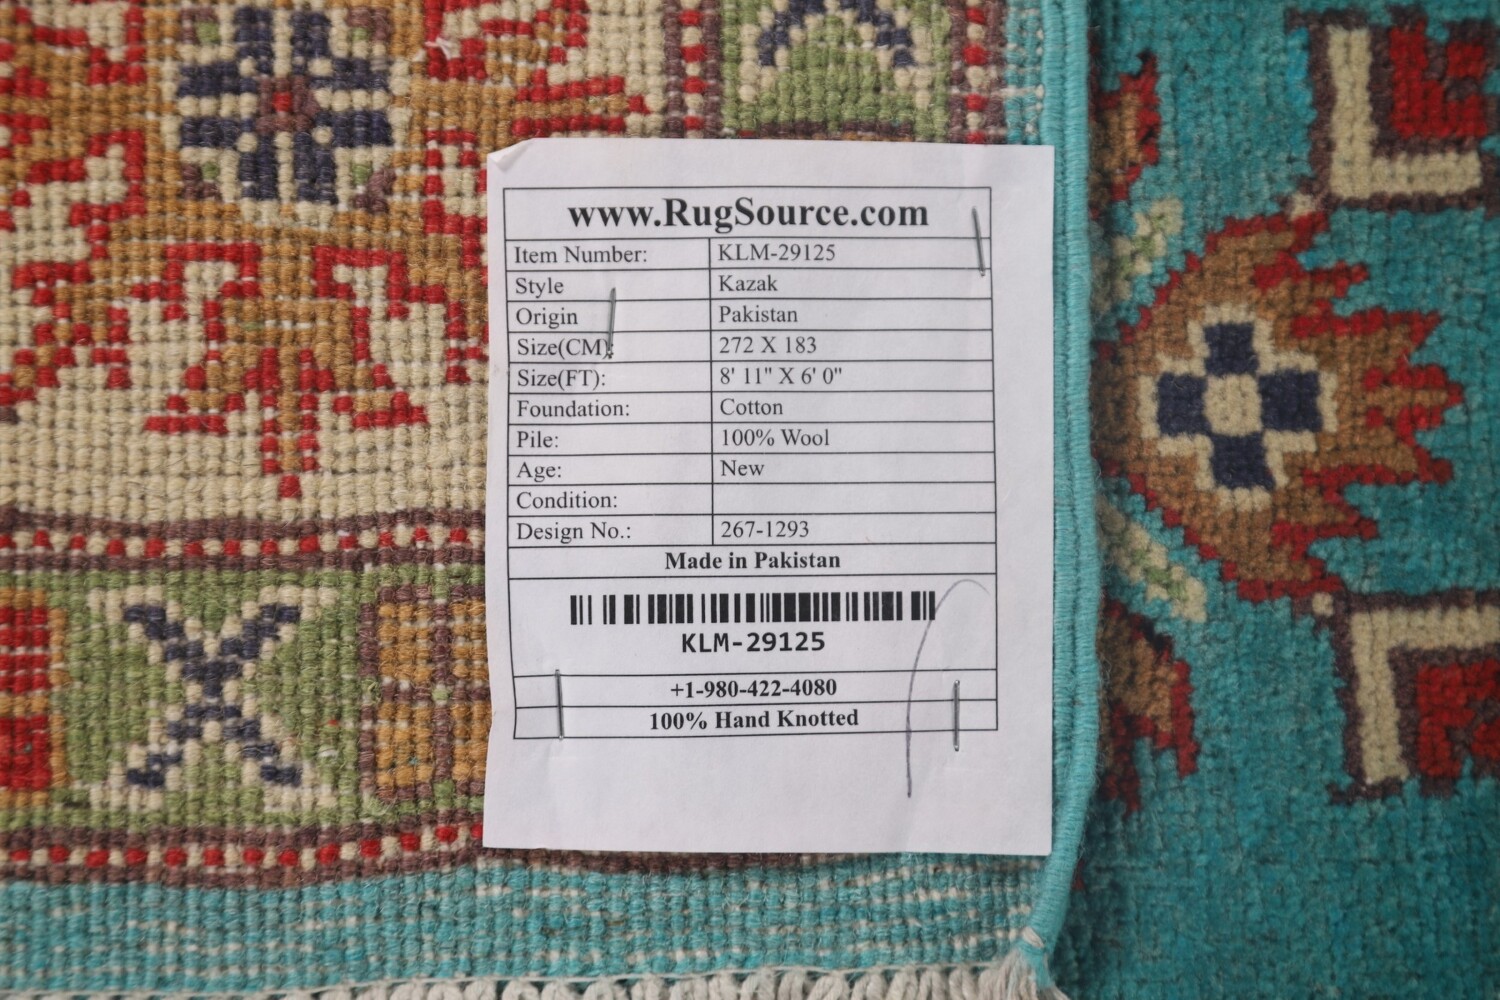 www.RugSource.com
Item Number: KLM-29125
Style Kazak
Origin Pakistan
Size(CM): 272 X 183
Size(FT): 8' 11" X 6' 0"
Foundation: Cotton
Pile: 100% Wool
Age: New
Condition:
Design No.: 267-1293
Made in Pakistan
KLM-29125
+1-980-422-4080
100% Hand Knotted